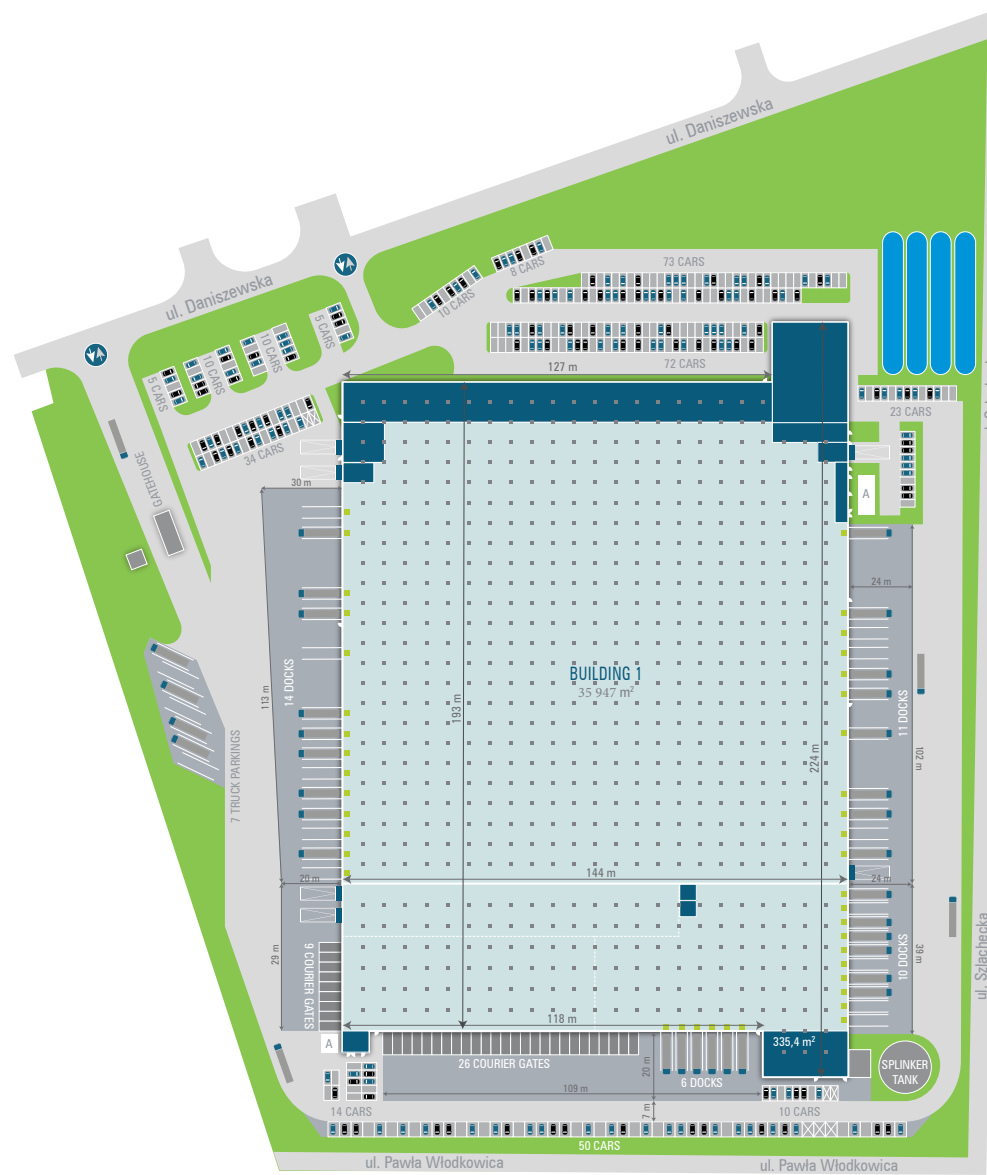 ul. Daniszewska
ul. Daniszewska
8 CARS
73 CARS
10 CARS
5 CARS
10 CARS
10 CARS
5 CARS
72 CARS
127 m
23 CARS
34 CARS
GATEHOUSE
30 m
A
24 m
113 m
14 DOCKS
BUILDING 1
35 947 m²
193 m
224 m
11 DOCKS
102 m
7 TRUCK PARKINGS
20 m
144 m
24 m
29 m
9 COURIER GATES
10 DOCKS
39 m
ul. Szlachecka
118 m
A
335,4 m²
26 COURIER GATES
20 m
6 DOCKS
SPLINKER
TANK
109 m
14 CARS
7 m
10 CARS
50 CARS
ul. Pawła Włodkowica
ul. Pawła Włodkowica